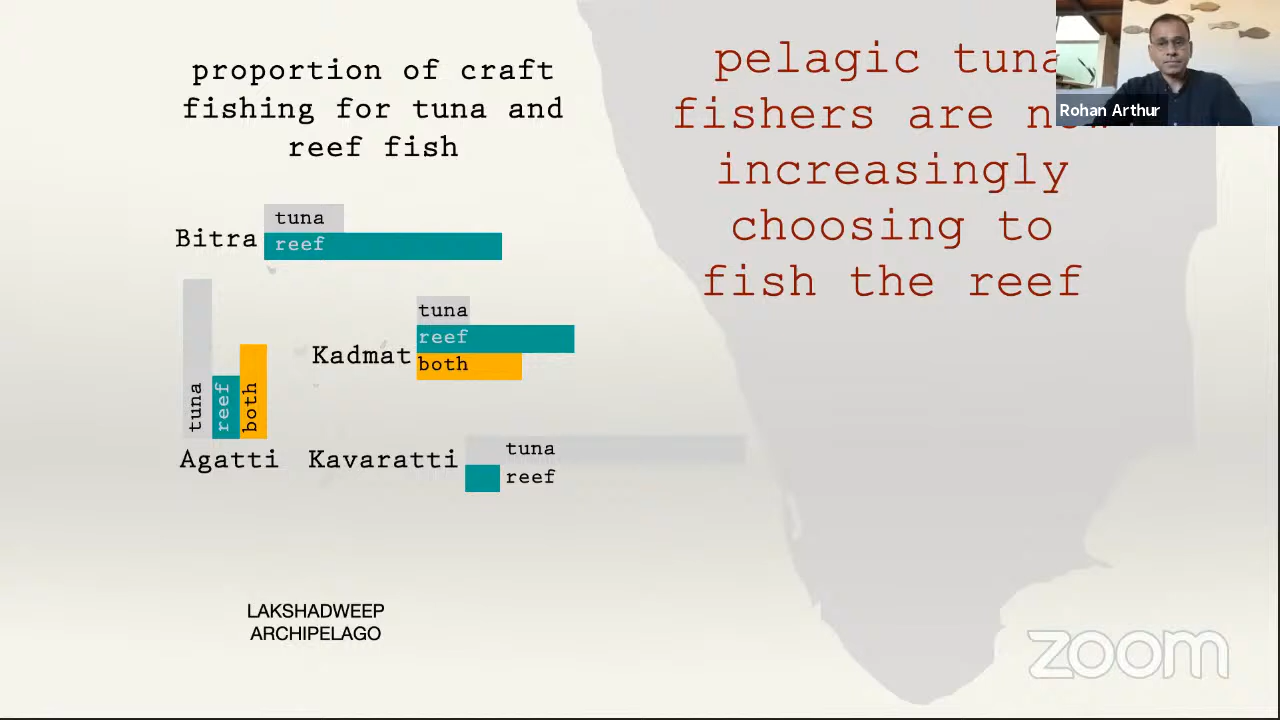 proportion of craft
fishing for tuna and
reef fish
pelagic tuna
fishers are
increasingly
choosing to
fish the reef
Rohan Arthur
Bitra
tuna
reef
Kadmat
tuna
reef
both
tuna
reef
both
Agatti
Kavaratti
tuna
reef
LAKSHADWEEP
ARCHIPELAGO
zoom